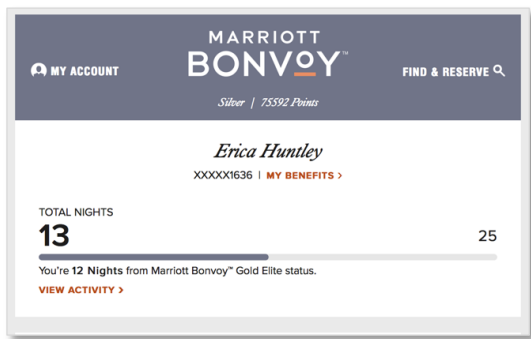 MARRIOTT
BONVOY™
MY ACCOUNT
FIND & RESERVE
Silver | 75592 Points
Erica Huntley
XXXXX1636 | MY BENEFITS >
TOTAL NIGHTS
13
25
You're 12 Nights from Marriott Bonvoy™ Gold Elite status.
VIEW ACTIVITY >